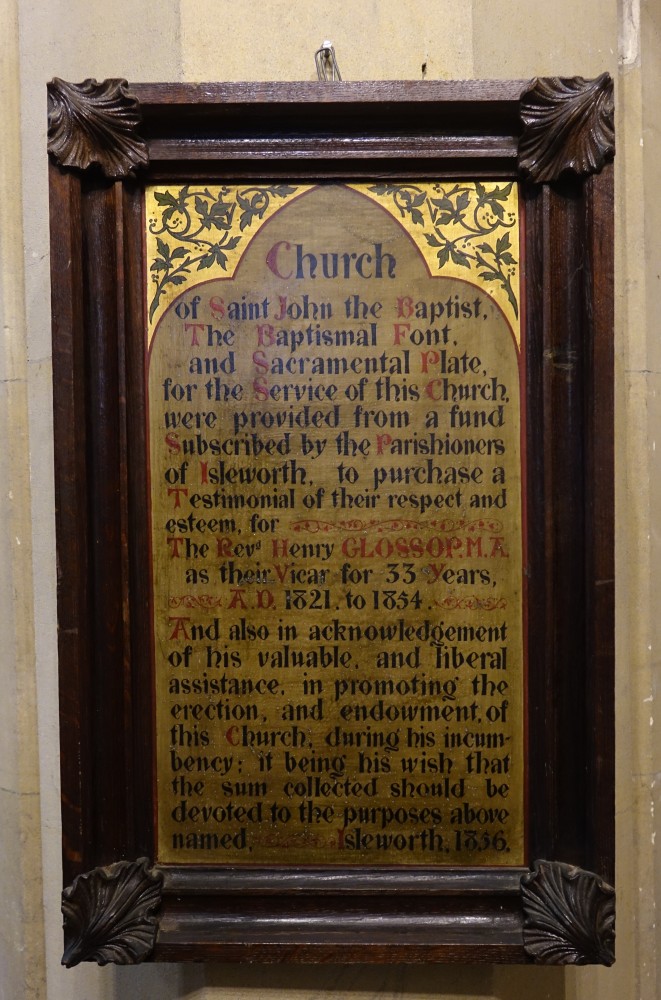 Church
of Saint John the Baptist,
The Baptismal Font,
and Sacramental Plate,
for the Service of this Church,
were provided from a fund
Subscribed by the Parishioners
of Isleworth, to purchase a
Testimonial of their respect, and
esteem, for
The Revd Henry GLOSSOP. M.A.
as their Vicar for 33 Years,
A.D. 1821. to 1854.
And also in acknowledgement
of his valuable, and liberal
assistance, in promoting the
erection, and endowment, of
this Church, during his incum-
bency; it being his wish that
the sum collected should be
devoted to the purposes above
named, Isleworth, 1856.